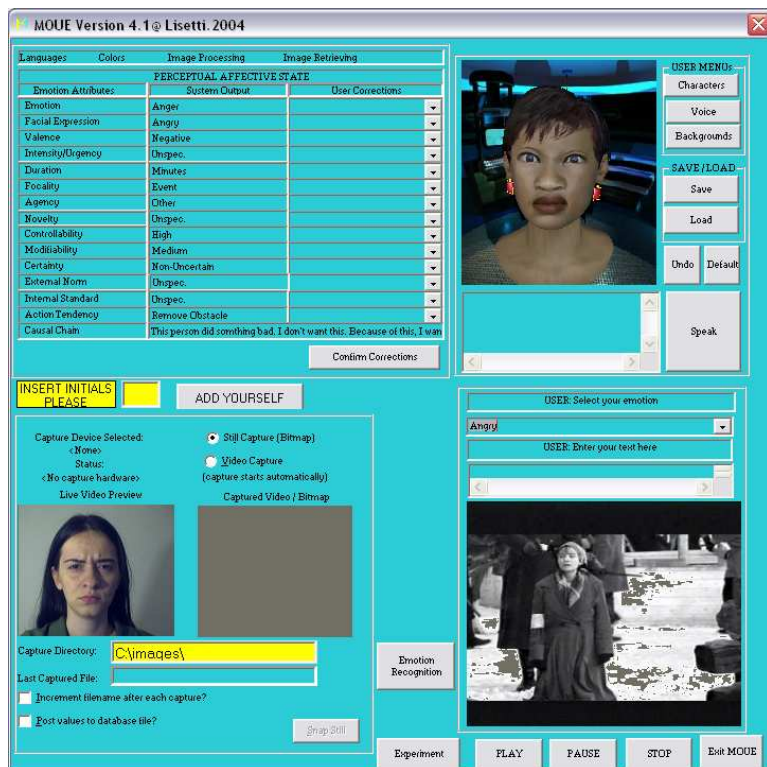 MOUE Version 4.1@ Lisetti.2004
Languages Colors Image Processing Image Retrieving
PERCEPTUAL AFFECTIVE STATE
Emotion Attributes System Output User Corrections
Emotion Anger
Facial Expression Angry
Valence Negative
Intensity/Urgency Unspec.
Duration Minutes
Focality Event
Agency Other
Novelty Unspec.
Controllability High
Modifiability Medium
Certainty Non-Uncertain
External Norm Unspec.
Internal Standard Unspec.
Action Tendency Remove Obstacle
Causal Chain This person did somthing bad. I don't want this. Because of this, I wan
Confirm Corrections
USER MENUs
Characters
Voice
Backgrounds
SAVE/LOAD
Save
Load
Undo Default
Speak
INSERT INITIALS
PLEASE
ADD YOURSELF
Capture Device Selected:
<None>
Status:
<No capture hardware>
Live Video Preview
Still Capture (Bitmap)
Video Capture
(capture starts automatically)
Captured Video / Bitmap
Capture Directory: C:\images\
Last Captured File:
Increment filename after each capture?
Post values to database file?
Snap Still
Emotion
Recognition
USER: Select your emotion
Angry
USER: Enter your text here
Experiment PLAY PAUSE STOP Exit MOUE